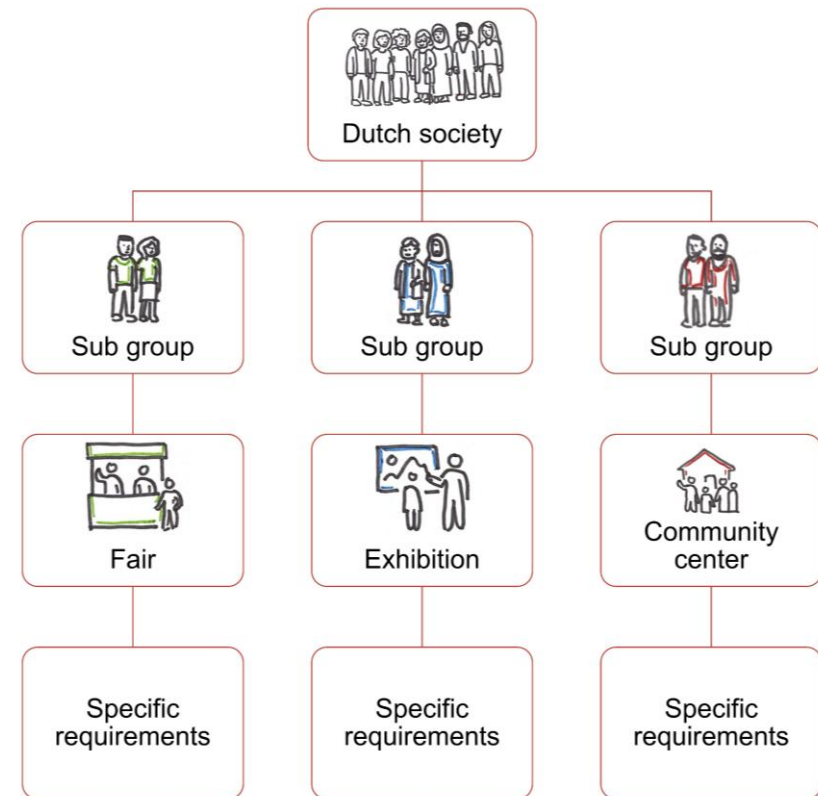 Dutch society
Sub group
Sub group
Sub group
Fair
Exhibition
Community
center
Specific
requirements
Specific
requirements
Specific
requirements